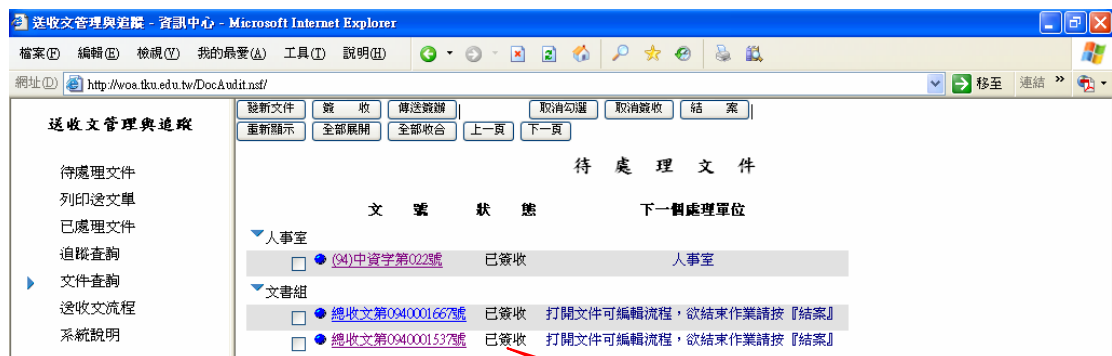 送收文管理與追蹤 - 資訊中心 - Microsoft Internet Explorer
檔案(F) 編輯(E) 檢視(V) 我的最愛(A) 工具(T) 說明(H)
網址(D) http://woa.tku.edu.tw/DocAudit.nsf/ 移至 連結 »
送收文管理與追蹤
待處理文件
列印送文單
已處理文件
追蹤查詢
文件查詢
送收文流程
系統說明
發新文件 簽 收 傳送簽辦 | 取消勾選 取消簽收 結 案 |
重新顯示 全部展開 全部收合 上一頁 下一頁
待 處 理 文 件
文 號 狀 態 下一個處理單位
人事室
(94)中資字第022號 已簽收 人事室
文書組
總收文第0940001667號 已簽收 打開文件可編輯流程，欲結束作業請按『結案』
總收文第0940001537號 已簽收 打開文件可編輯流程，欲結束作業請按『結案』